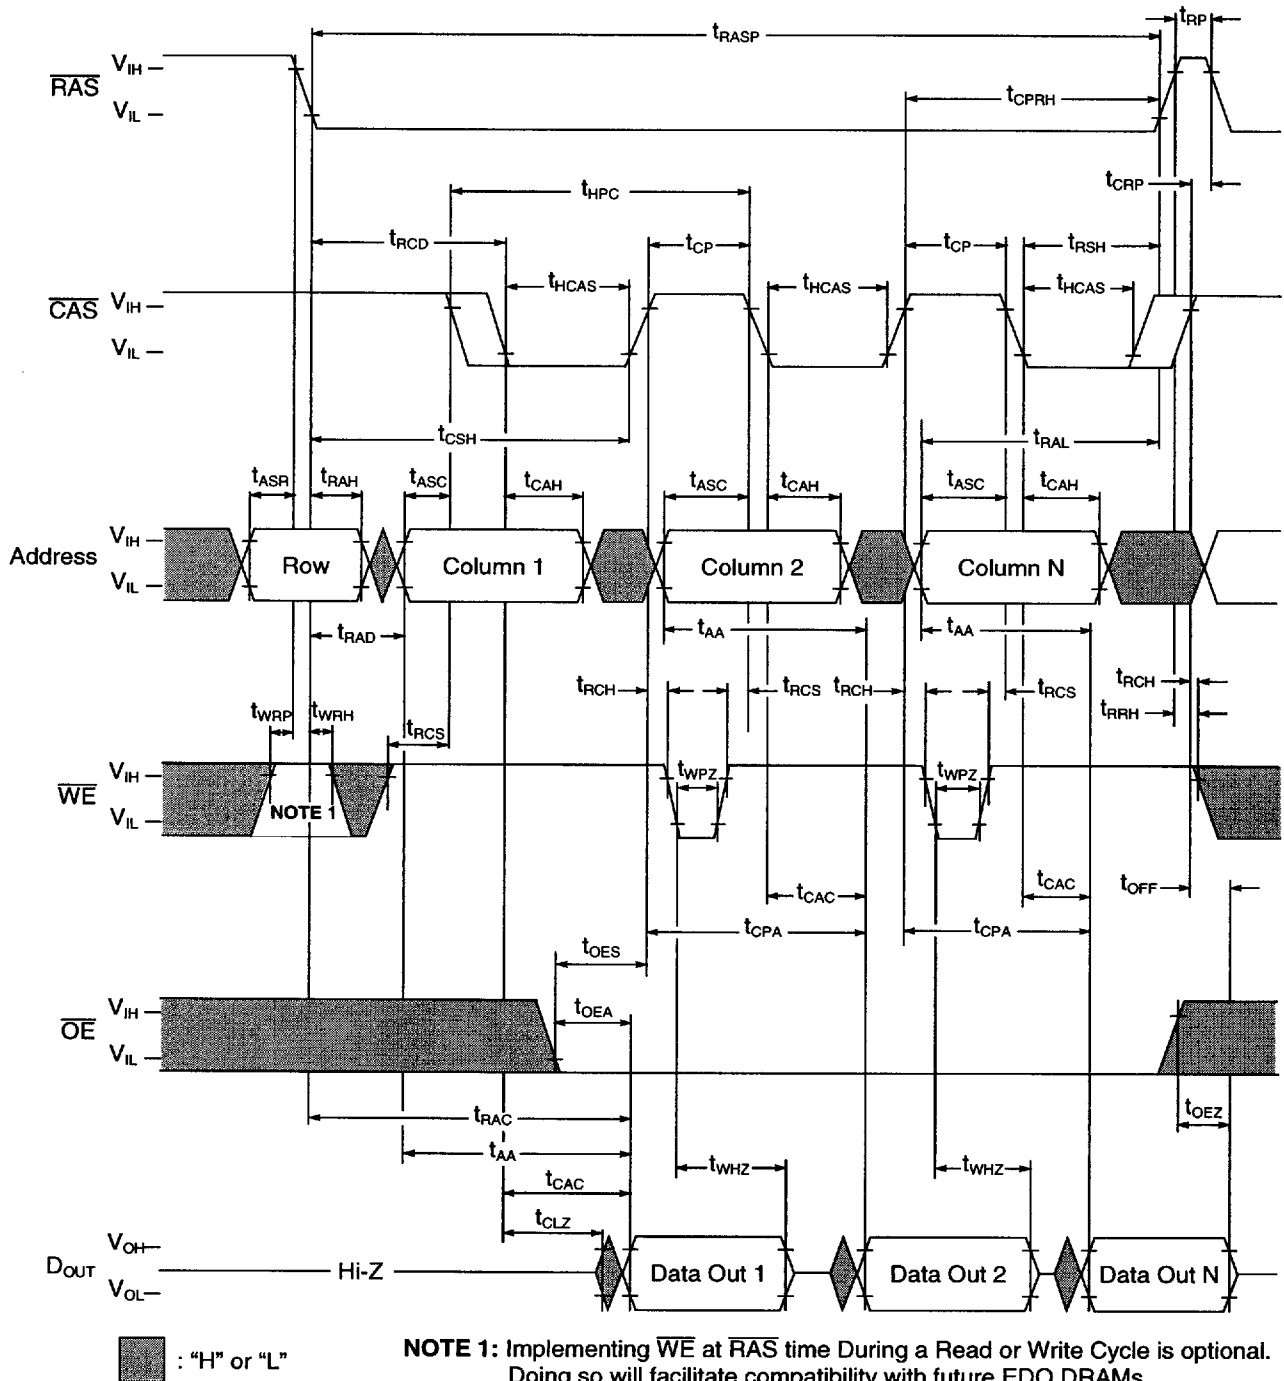 tRP
tRASP
VIH
RAS
tCPRH
VIL
tCRP
tHPC
tRCD
tCP
tCP
tRSH
tHCAS
tHCAS
tHCAS
VIH
CAS
VIL
tCSH
tRAL
tASR
tRAH
tASC
tCAH
tASC
tCAH
tASC
tCAH
VIH
Address
Row
Column 1
Column 2
Column N
VIL
tRAD
tAA
tAA
tRCH
tRCS
tRCH
tRCS
tRCH
tWRP
tWRH
tRCS
tRRH
VIH
WE
tWPZ
tWPZ
NOTE 1
VIL
tCAC
tCAC
tOFF
tCPA
tCPA
tOES
VIH
OE
tOEA
VIL
tRAC
tOEZ
tAA
tWHZ
tWHZ
tCAC
tCLZ
VOH
DOUT
Hi-Z
Data Out 1
Data Out 2
Data Out N
VOL
: "H" or "L"
NOTE 1: Implementing WE at RAS time During a Read or Write Cycle is optional.
Doing so will facilitate compatibility with future EDO DRAMs